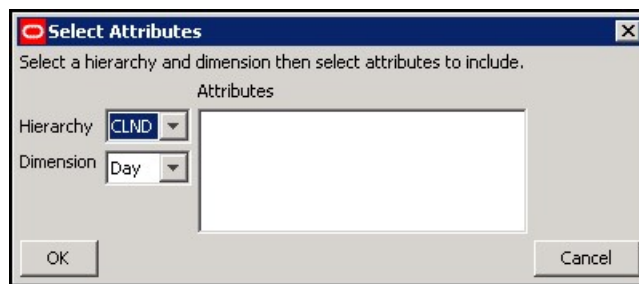 Select Attributes
Select a hierarchy and dimension then select attributes to include.
Attributes
Hierarchy CLND
Dimension Day
OK Cancel